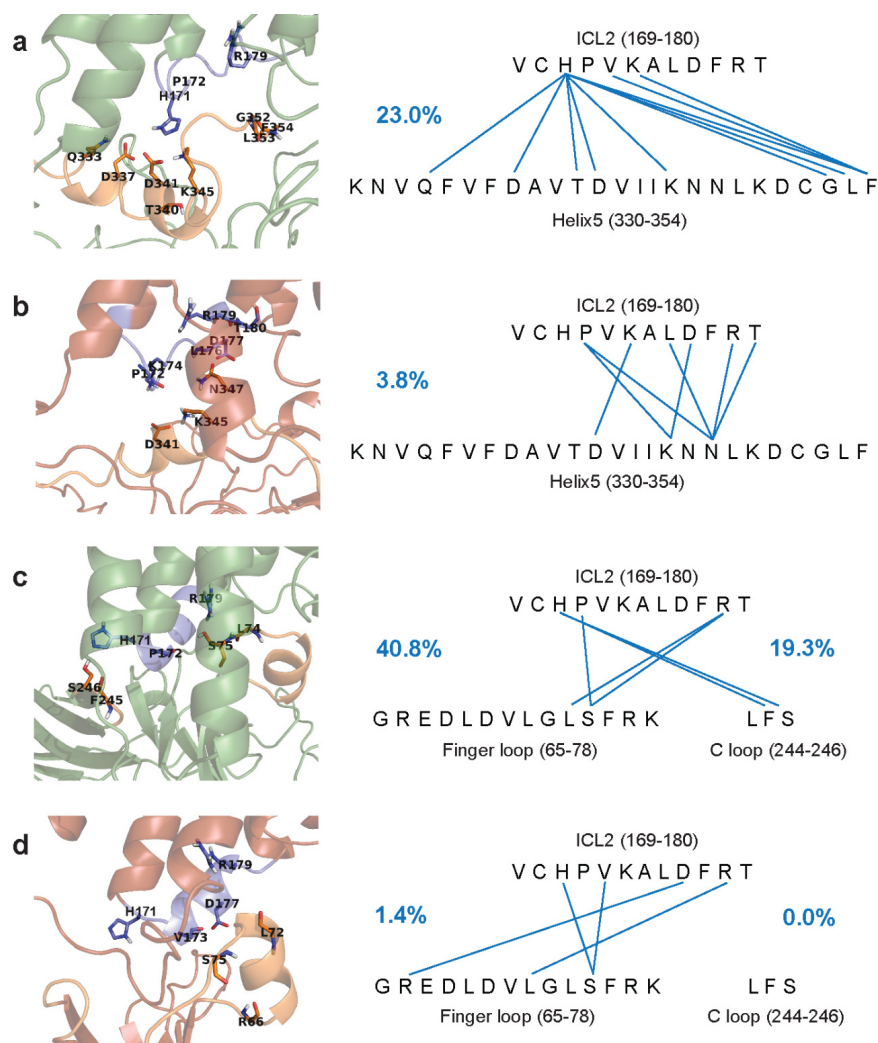 a
R179
P172
H171
G352
F354
L353
Q333
D337
D341
K345
T340
ICL2 (169-180)
V C H P V K A L D F R T
23.0%
K N V Q F V F D A V T D V I I K N N L K D C G L F
Helix5 (330-354)
b
R179
T180
D177
L176
K174
P172
N347
K345
D341
ICL2 (169-180)
V C H P V K A L D F R T
3.8%
K N V Q F V F D A V T D V I I K N N L K D C G L F
Helix5 (330-354)
c
R179
L74
H171
S75
P172
S246
F245
ICL2 (169-180)
V C H P V K A L D F R T
40.8% 19.3%
G R E D L D V L G L S F R K L F S
Finger loop (65-78) C loop (244-246)
d
R179
D177
H171
L72
V173
S75
R66
ICL2 (169-180)
V C H P V K A L D F R T
1.4% 0.0%
G R E D L D V L G L S F R K L F S
Finger loop (65-78) C loop (244-246)